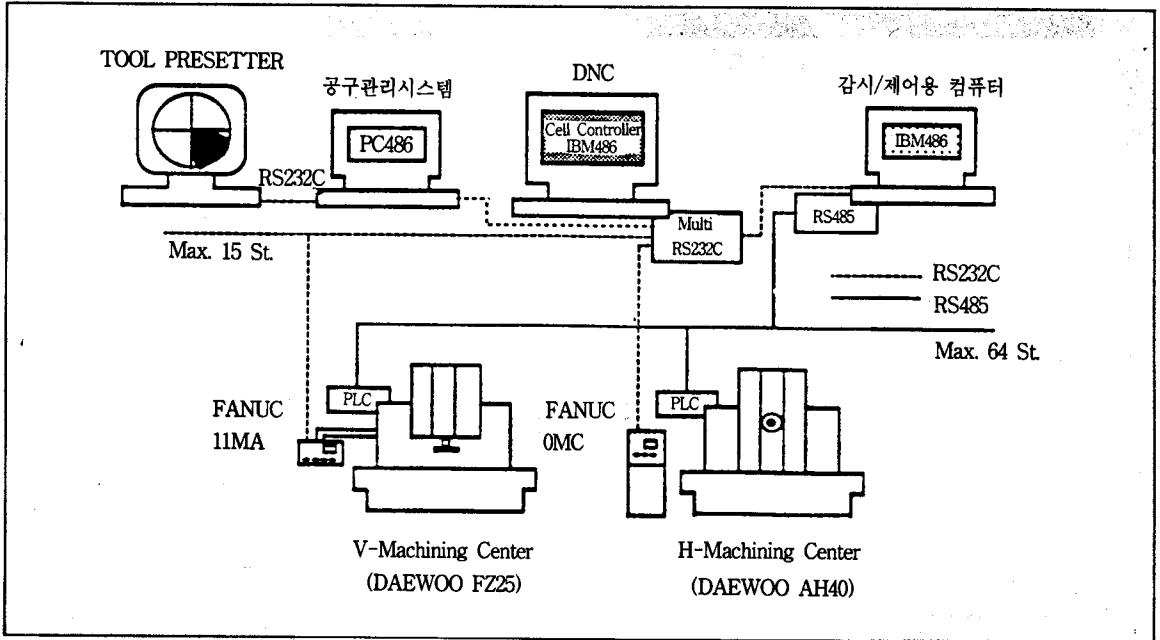 TOOL PRESETTER
공구관리시스템
DNC
감시/제어용 컴퓨터
PC486
Cell Controller
IBM486
IBM486
RS232C
Multi
RS232C
RS485
Max. 15 St.
RS232C
RS485
Max. 64 St.
PLC
PLC
FANUC
11MA
FANUC
0MC
V-Machining Center
(DAEWOO FZ25)
H-Machining Center
(DAEWOO AH40)